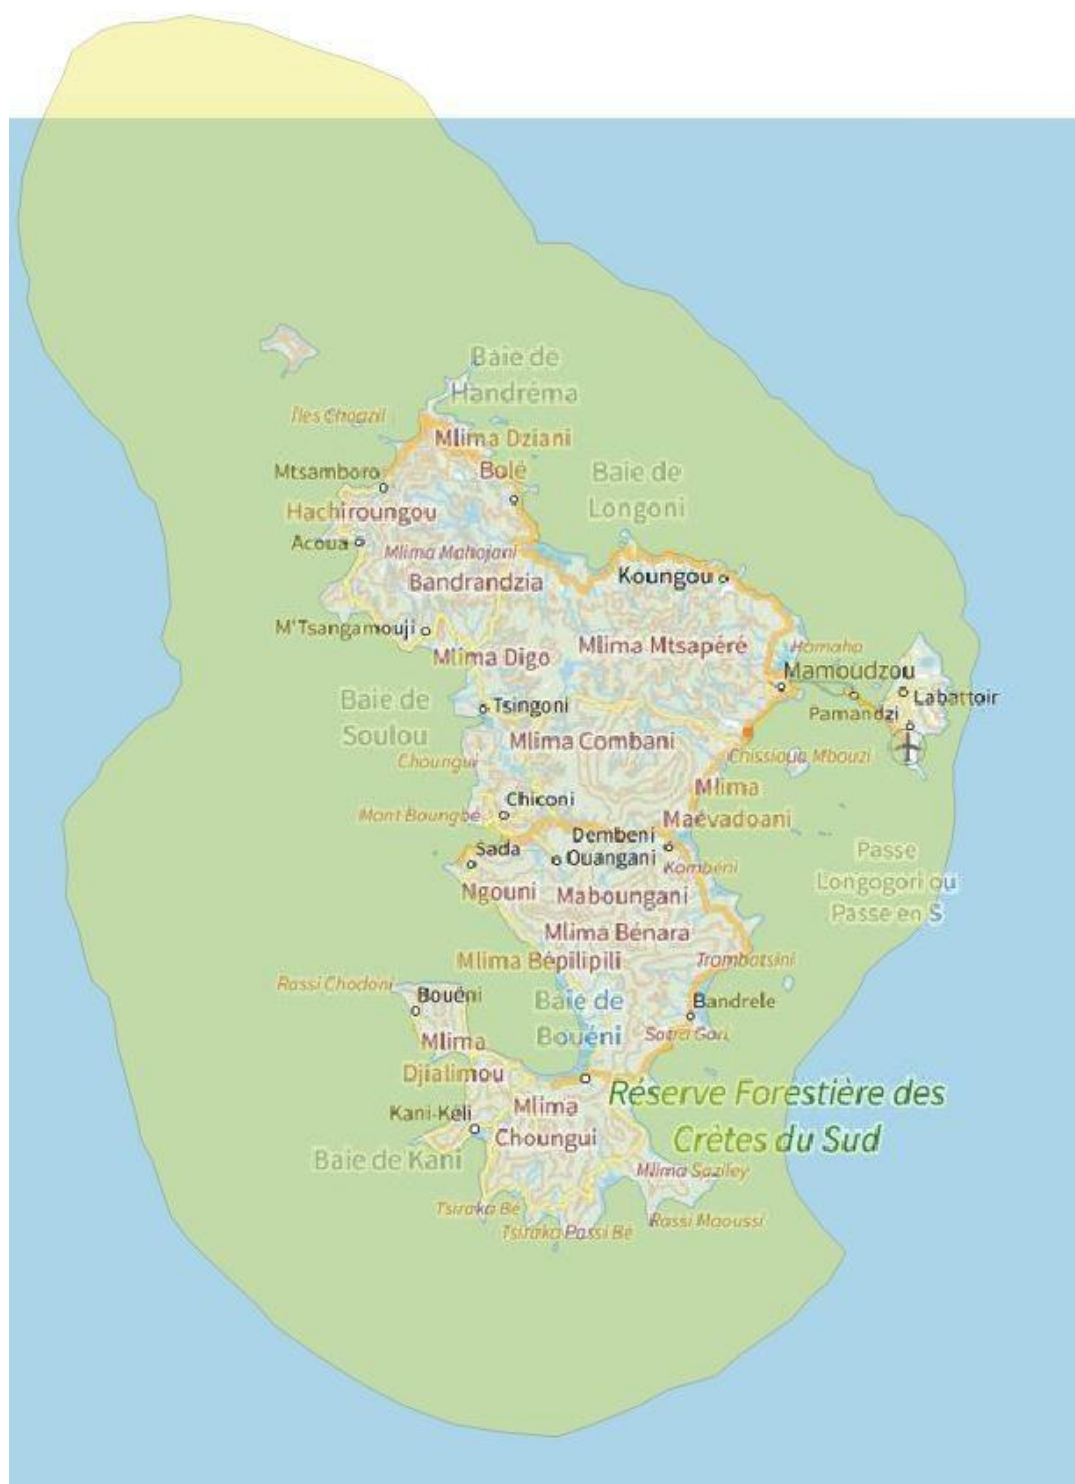 Baie de
Handréma
Îles Choazil
Mlima Dziani
Bolé
Mtsamboro
Baie de
Longoni
Hachiroungou
Acoua
Mlima Mahojani
Bandrandzia
Koungou
M'Tsangamouji
Mlima Digo
Mlima Mtsapéré
Hamaha
Mamoudzou
Labattoir
Pamandzi
Baie de
Soulou
Tsingoni
Mlima Combani
Choungui
Chissioua Mbouzi
Mlima
Maévadoani
Chiconi
Mont Boungbé
Dembeni
Sada
Ouangani
Kombéni
Passe
Longogori ou
Passe en S
Ngouni
Maboungani
Mlima Bénara
Mlima Bépilipili
Trambatsini
Rassi Chodoni
Bouéni
Baie de
Bouéni
Bandrele
Mlima
Djialimou
Réserve Forestière des
Crètes du Sud
Kani-Kéli
Mlima
Choungui
Baie de Kani
Mlima Saziley
Tsiraka Bé
Tsiraka Passi Bé
Rassi Maoussi